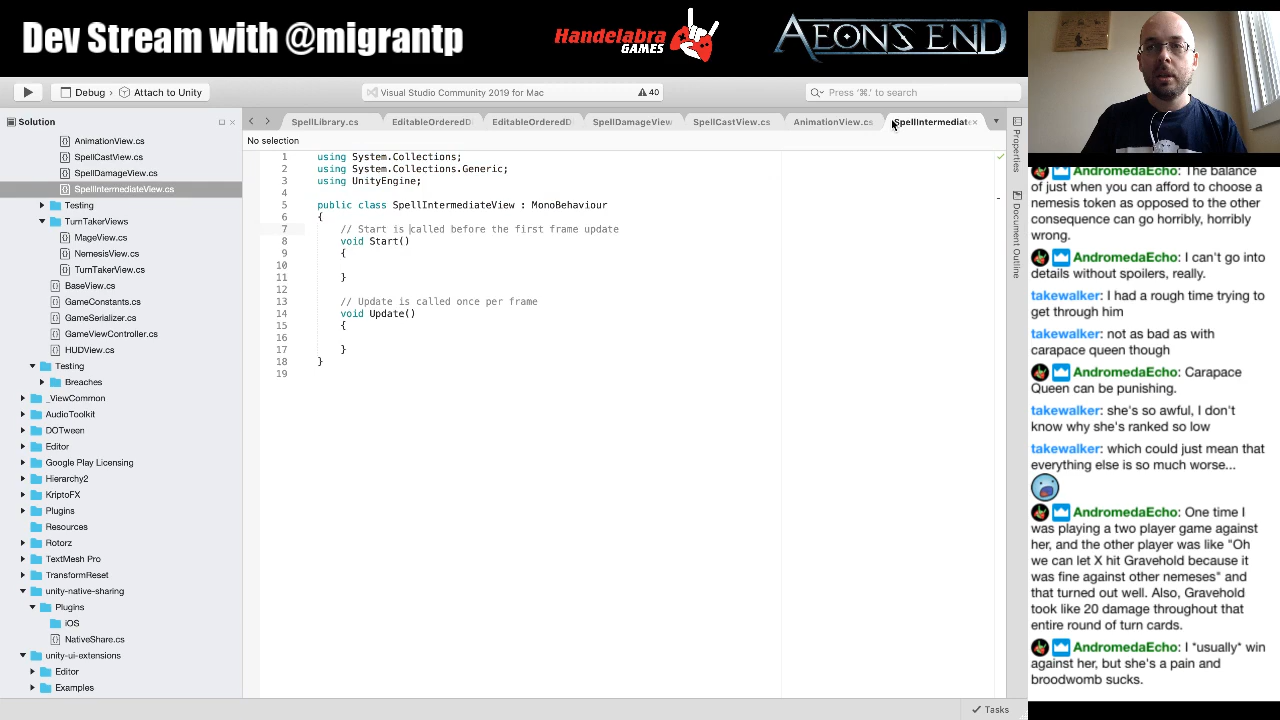 Dev Stream with @migrantp
Handelabra
GAMES
AEON'S END
Debug
Attach to Unity
Visual Studio Community 2019 for Mac
40
Press '⌘.' to search
Solution
SpellLibrary.cs
EditableOrderedDi
EditableOrderedD
SpellDamageView
SpellCastView.cs
AnimationView.cs
SpellIntermediat
No selection
AnimationView.cs
SpellCastView.cs
SpellDamageView.cs
SpellIntermediateView.cs
Testing
TurnTakerViews
MageView.cs
NemesisView.cs
TurnTakerView.cs
BaseView.cs
GameConstants.cs
GameSerializer.cs
GameViewController.cs
HUDView.cs
Testing
Breaches
_ViewCommon
AudioToolkit
DOTween
Editor
Google Play Licensing
Hierarchy2
KriptoFX
Plugins
Resources
Rotorz
TextMesh Pro
TransformReset
unity-native-sharing
Plugins
iOS
NativeShare.cs
unity-ui-extensions
Editor
Examples
1 using System.Collections;
2 using System.Collections.Generic;
3 using UnityEngine;
4
5 public class SpellIntermediateView : MonoBehaviour
6 {
7 // Start is called before the first frame update
8 void Start()
9 {
10
11 }
12
13 // Update is called once per frame
14 void Update()
15 {
16
17 }
18 }
19
Properties
Document Outline
Tasks
AndromedaEcho: The balance
of just when you can afford to choose a
nemesis token as opposed to the other
consequence can go horribly, horribly
wrong.
AndromedaEcho: I can't go into
details without spoilers, really.
takewalker: I had a rough time trying to
get through him
takewalker: not as bad as with
carapace queen though
AndromedaEcho: Carapace
Queen can be punishing.
takewalker: she's so awful, I don't
know why she's ranked so low
takewalker: which could just mean that
everything else is so much worse...
AndromedaEcho: One time I
was playing a two player game against
her, and the other player was like "Oh
we can let X hit Gravehold because it
was fine against other nemeses" and
that turned out well. Also, Gravehold
took like 20 damage throughout that
entire round of turn cards.
AndromedaEcho: I *usually* win
against her, but she's a pain and
broodwomb sucks.